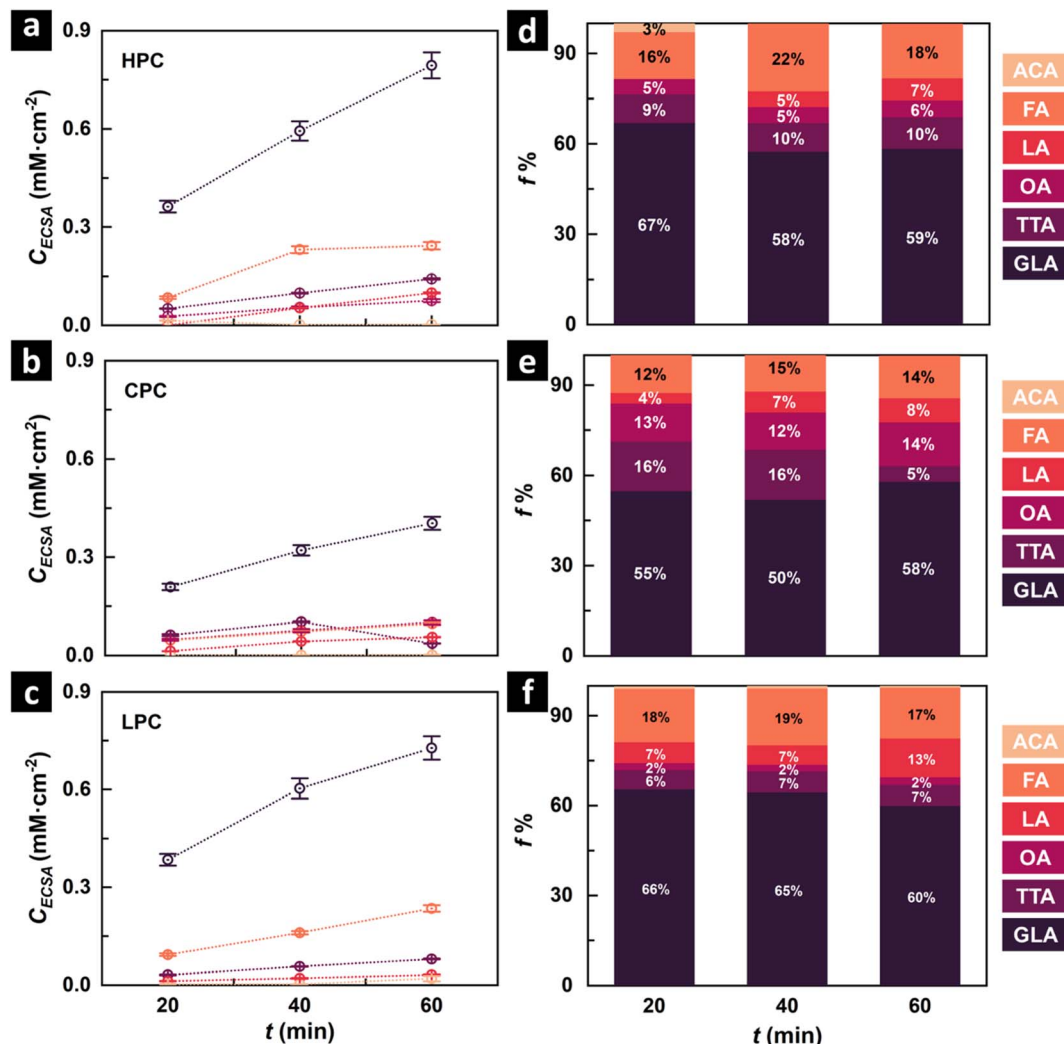 a
HPC
C_ECSA (mM·cm⁻²)
0.9
0.6
0.3
0.0
d
f %
90
60
30
0
3%
16%
5%
9%
67%
22%
5%
5%
10%
58%
18%
7%
6%
10%
59%
ACA
FA
LA
OA
TTA
GLA
b
CPC
C_ECSA (mM·cm²)
0.9
0.6
0.3
0.0
e
f %
90
60
30
0
12%
4%
13%
16%
55%
15%
7%
12%
16%
50%
14%
8%
14%
5%
58%
ACA
FA
LA
OA
TTA
GLA
c
LPC
C_ECSA (mM·cm⁻²)
0.9
0.6
0.3
0.0
20
40
60
t (min)
f
f %
90
60
30
0
18%
7%
2%
6%
66%
19%
7%
2%
7%
65%
17%
13%
2%
7%
60%
20
40
60
t (min)
ACA
FA
LA
OA
TTA
GLA